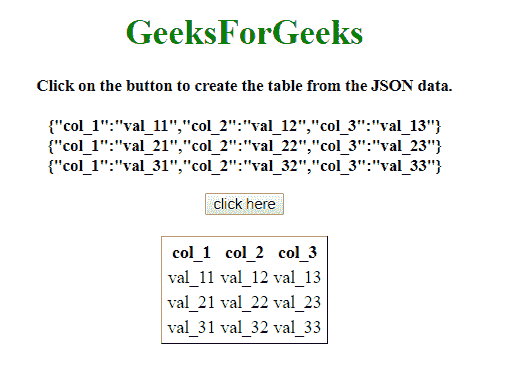 GeeksForGeeks
Click on the button to create the table from the JSON data.
{"col_1":"val_11","col_2":"val_12","col_3":"val_13"}
{"col_1":"val_21","col_2":"val_22","col_3":"val_23"}
{"col_1":"val_31","col_2":"val_32","col_3":"val_33"}
click here
col_1 col_2 col_3
val_11 val_12 val_13
val_21 val_22 val_23
val_31 val_32 val_33